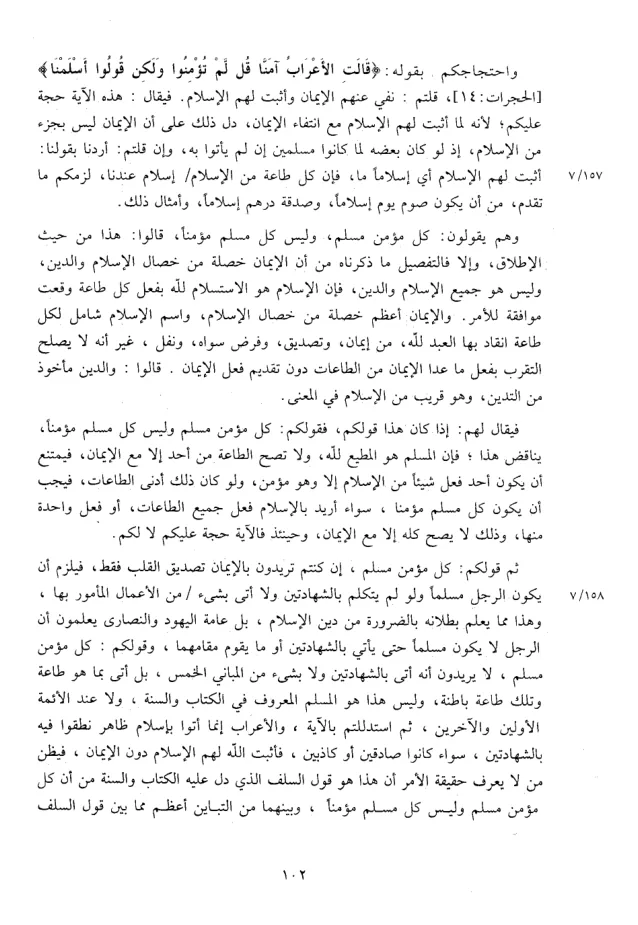 واحتجاجكم بقوله: ﴿قَالَتِ الأَعْرَابُ آمَنَّا قُل لَّمْ تُؤْمِنُوا وَلَكِن قُولُوا أَسْلَمْنَا﴾
[الحجرات:١٤]، قلتم : نفي عنهم الإيمان وأثبت لهم الإسلام. فيقال : هذه الآية حجة
عليكم؛ لأنه لما أثبت لهم الإسلام مع انتفاء الإيمان، دل ذلك على أن الإيمان ليس بجزء
من الإسلام، إذ لو كان بعضه لما كانوا مسلمين إن لم يأتوا به، وإن قلتم: أردنا بقولنا:
أثبت لهم الإسلام أي إسلاماً ما، فإن كل طاعة من الإسلام/ إسلام عندنا، لزمكم ما
٧/١٥٧
تقدم، من أن يكون صوم يوم إسلاماً، وصدقة درهم إسلاماً، وأمثال ذلك.
وهم يقولون: كل مؤمن مسلم، وليس كل مسلم مؤمناً، قالوا: هذا من حيث
الإطلاق، وإلا فالتفصيل ما ذكرناه من أن الإيمان خصلة من خصال الإسلام والدين،
وليس هو جميع الإسلام والدين، فإن الإسلام هو الاستسلام لله بفعل كل طاعة وقعت
موافقة للأمر. والإيمان أعظم خصلة من خصال الإسلام، واسم الإسلام شامل لكل
طاعة انقاد بها العبد لله، من إيمان، وتصديق، وفرض سواه، ونفل ، غير أنه لا يصلح
التقرب بفعل ما عدا الإيمان من الطاعات دون تقديم فعل الإيمان . قالوا : والدين مأخوذ
من التدين، وهو قريب من الإسلام في المعنى.
فيقال لهم: إذا كان هذا قولكم، فقولكم: كل مؤمن مسلم وليس كل مسلم مؤمناً،
يناقض هذا ؛ فإن المسلم هو المطيع لله، ولا تصح الطاعة من أحد إلا مع الإيمان، فيمتنع
أن يكون أحد فعل شيئاً من الإسلام إلا وهو مؤمن، ولو كان ذلك أدنى الطاعات، فيجب
أن يكون كل مسلم مؤمنا ، سواء أريد بالإسلام فعل جميع الطاعات، أو فعل واحدة
منها، وذلك لا يصح كله إلا مع الإيمان، وحينئذ فالآية حجة عليكم لا لكم.
ثم قولكم: كل مؤمن مسلم ، إن كنتم تريدون بالإيمان تصديق القلب فقط، فيلزم أن
يكون الرجل مسلماً ولو لم يتكلم بالشهادتين ولا أتى بشىء /من الأعمال المأمور بها ،
٧/١٥٨
وهذا مما يعلم بطلانه بالضرورة من دين الإسلام ، بل عامة اليهود والنصارى يعلمون أن
الرجل لا يكون مسلماً حتى يأتي بالشهادتين أو ما يقوم مقامهما ، وقولكم : كل مؤمن
مسلم ، لا يريدون أنه أتى بالشهادتين ولا بشىء من المباني الخمس ، بل أتى بما هو طاعة
وتلك طاعة باطنة، وليس هذا هو المسلم المعروف في الكتاب والسنة ، ولا عند الأئمة
الأولين والآخرين ، ثم استدللتم بالآية ، والأعراب إنما أتوا بإسلام ظاهر نطقوا فيه
بالشهادتين ، سواء كانوا صادقين أو كاذبين ، فأثبت الله لهم الإسلام دون الإيمان ، فيظن
من لا يعرف حقيقة الأمر أن هذا هو قول السلف الذي دل عليه الكتاب والسنة من أن كل
مؤمن مسلم وليس كل مسلم مؤمناً ، وبينهما من التباين أعظم مما بين قول السلف
١٠٢